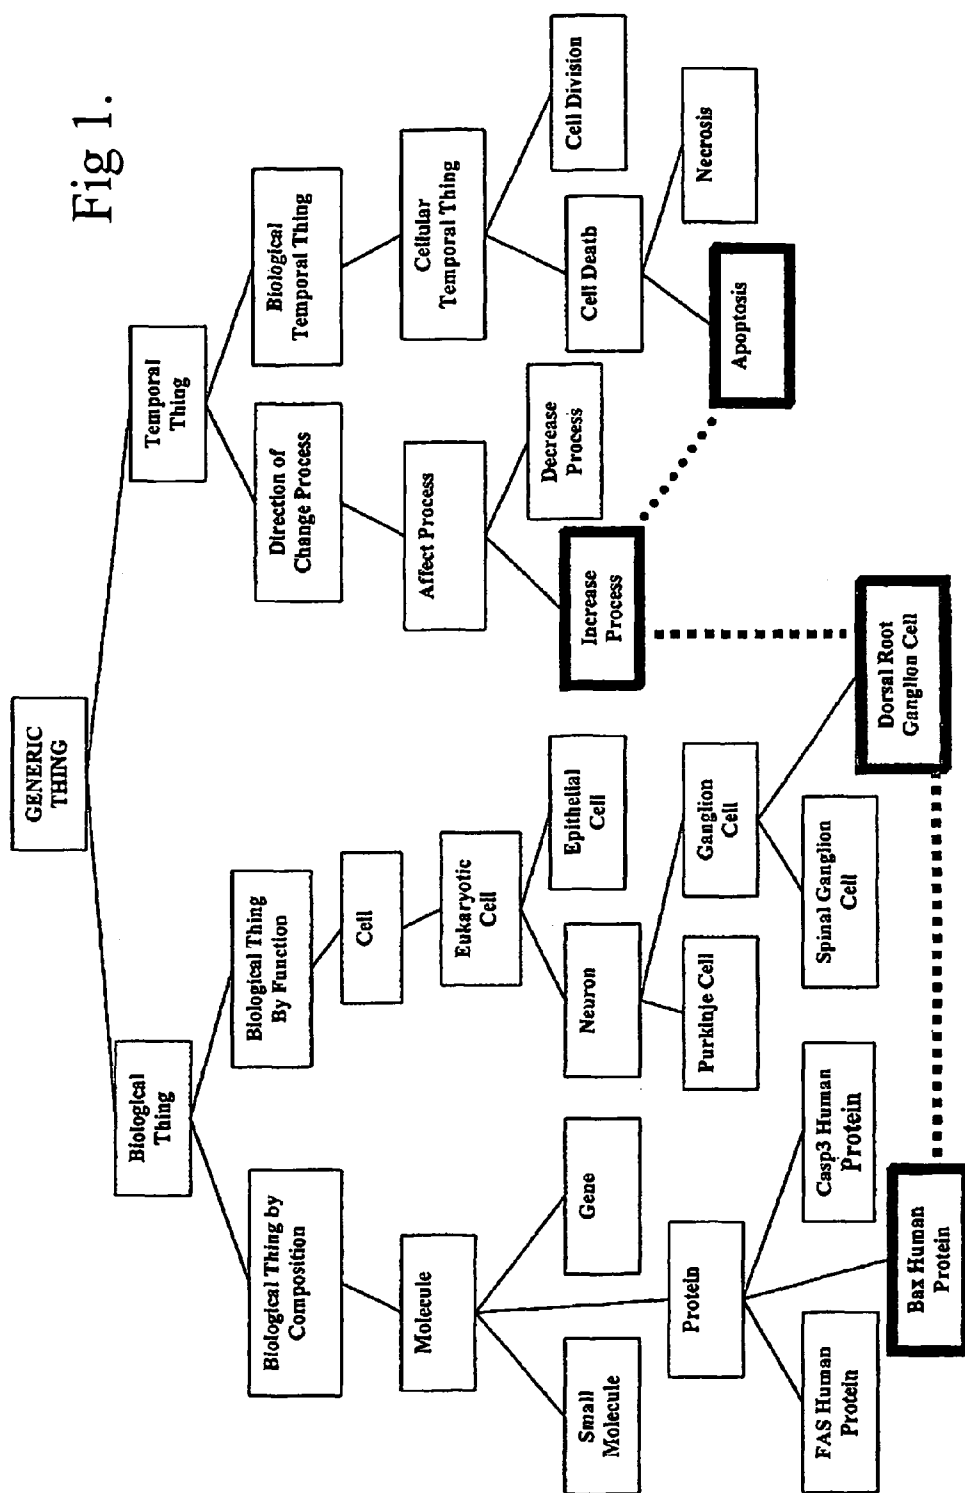 Fig 1.
GENERIC
THING
Biological
Thing
Temporal
Thing
Biological Thing by
Composition
Biological Thing
By Function
Direction of
Change Process
Biological
Temporal Thing
Molecule
Cell
Affect Process
Cellular
Temporal Thing
Eukaryotic
Cell
Small
Molecule
Gene
Neuron
Epithelial
Cell
Increase
Process
Decrease
Process
Cell Death
Cell Division
Protein
Purkinje Cell
Ganglion
Cell
Apoptosis
Necrosis
FAS Human
Protein
Casp3 Human
Protein
Spinal Ganglion
Cell
Dorsal Root
Ganglion Cell
Bax Human
Protein